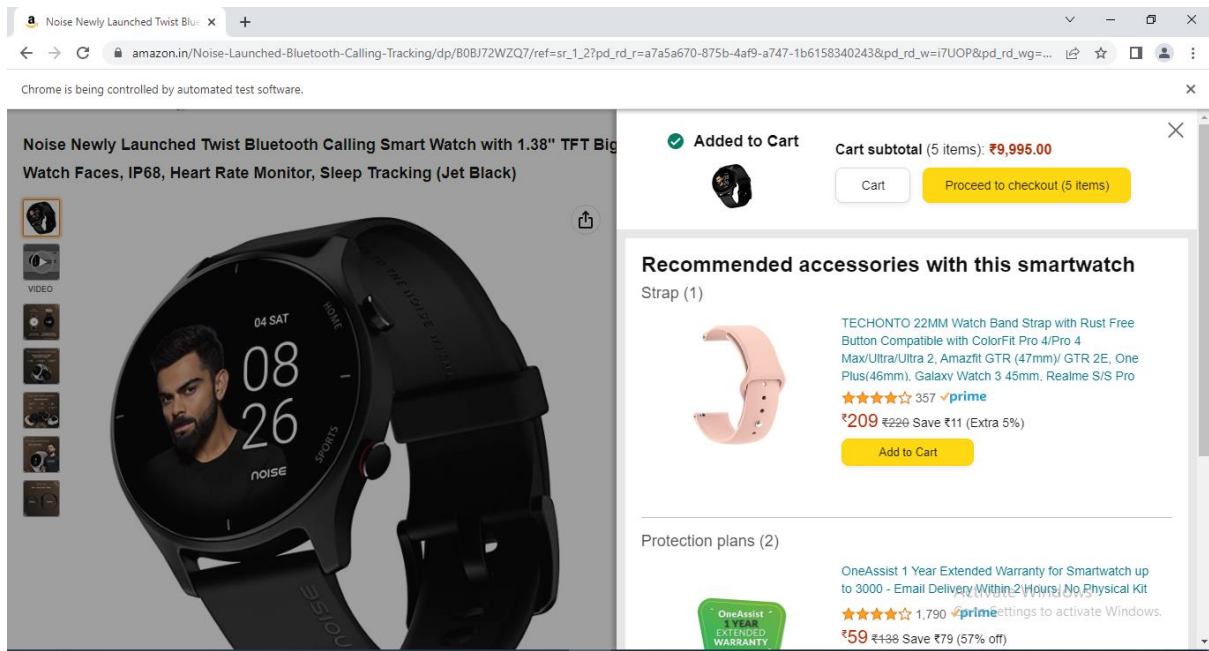 Noise Newly Launched Twist Blue
amazon.in/Noise-Launched-Bluetooth-Calling-Tracking/dp/B0BJ72WZQ7/ref=sr_1_2?pd_rd_r=a7a5a670-875b-4af9-a747-1b6158340243&pd_rd_w=i7UOP&pd_rd_wg=...
Chrome is being controlled by automated test software.
Noise Newly Launched Twist Bluetooth Calling Smart Watch with 1.38" TFT Big
Watch Faces, IP68, Heart Rate Monitor, Sleep Tracking (Jet Black)
VIDEO
TO THE NOISE
04 SAT
HOME
08
26
SPORTS
NOISE
noise
Added to Cart
Cart subtotal (5 items): ₹9,995.00
Cart
Proceed to checkout (5 items)
Recommended accessories with this smartwatch
Strap (1)
TECHONTO 22MM Watch Band Strap with Rust Free
Button Compatible with ColorFit Pro 4/Pro 4
Max/Ultra/Ultra 2, Amazfit GTR (47mm)/ GTR 2E, One
Plus(46mm), Galaxy Watch 3 45mm, Realme S/S Pro
357 prime
₹209 ₹220 Save ₹11 (Extra 5%)
Add to Cart
Protection plans (2)
OneAssist 1 Year Extended Warranty for Smartwatch up
to 3000 - Email Delivery Within 2 Hours, No Physical Kit
Activate Windows
1,790 prime
Go to Settings to activate Windows.
₹59 ₹138 Save ₹79 (57% off)
OneAssist
1 YEAR
EXTENDED
WARRANTY